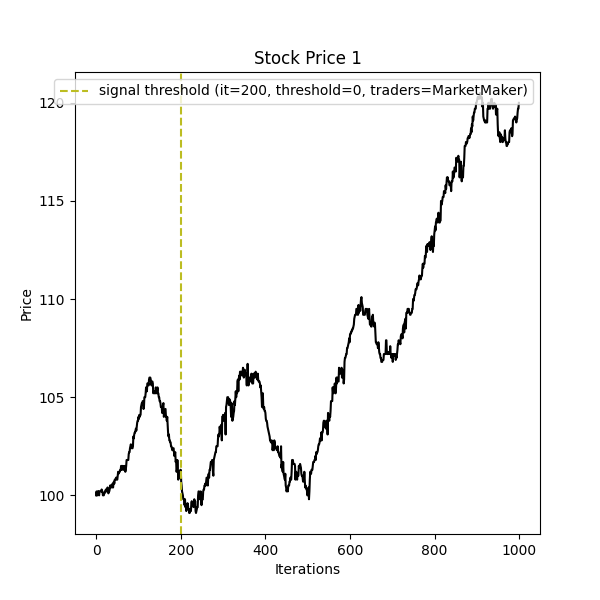 Stock Price 1
signal threshold (it=200, threshold=0, traders=MarketMaker)
120
115
110
105
100
Price
0 200 400 600 800 1000
Iterations